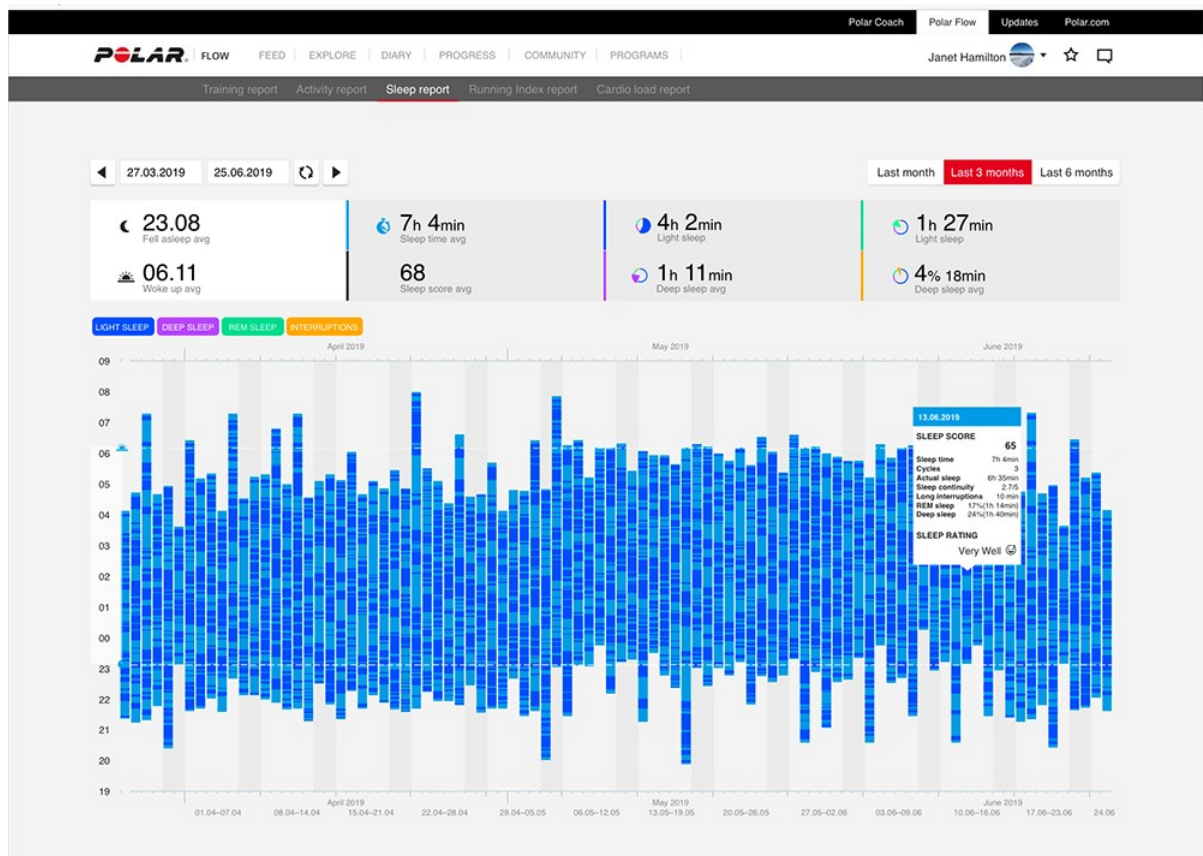 Polar Coach Polar Flow Updates Polar.com
POLAR. FLOW FEED EXPLORE DIARY PROGRESS COMMUNITY PROGRAMS Janet Hamilton
Training report Activity report Sleep report Running Index report Cardio load report
27.03.2019 25.06.2019 Last month Last 3 months Last 6 months
23.08 7h 4min 4h 2min 1h 27min
Fell asleep avg Sleep time avg Light sleep Light sleep
06.11 68 1h 11min 4% 18min
Woke up avg Sleep score avg Deep sleep avg Deep sleep avg
LIGHT SLEEP DEEP SLEEP REM SLEEP INTERRUPTIONS
April 2019 May 2019 June 2019
09
08
07
06
05
04
03
02
01
00
23
22
21
20
19
13.06.2019
SLEEP SCORE
65
Sleep time 7h 4min
Cycles 3
Actual sleep 6h 35min
Sleep continuity 2.7/5
Long interruptions 10 min
REM sleep 17%(1h 14min)
Deep sleep 24%(1h 40min)
SLEEP RATING
Very Well
April 2019 May 2019 June 2019
01.04–07.04 08.04–14.04 15.04–21.04 22.04–28.04 29.04–05.05 06.05–12.05 13.05–19.05 20.05–26.05 27.05–02.06 03.06–09.06 10.06–16.06 17.06–23.06 24.06